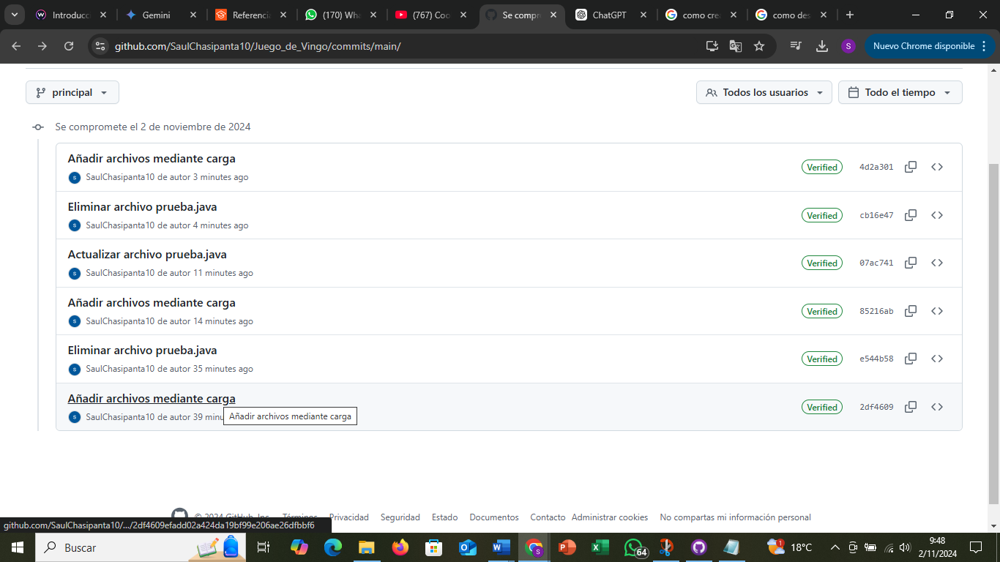 Introducci
Gemini
Referencia
(170) Wha
(767) Coo
Se compr
ChatGPT
como cre
como des
github.com/SaulChasipanta10/Juego_de_Vingo/commits/main/
S
Nuevo Chrome disponible
principal
Todos los usuarios
Todo el tiempo
Se compromete el 2 de noviembre de 2024
Añadir archivos mediante carga
SaulChasipanta10 de autor 3 minutes ago
Verified
4d2a301
Eliminar archivo prueba.java
SaulChasipanta10 de autor 4 minutes ago
Verified
cb16e47
Actualizar archivo prueba.java
SaulChasipanta10 de autor 11 minutes ago
Verified
07ac741
Añadir archivos mediante carga
SaulChasipanta10 de autor 14 minutes ago
Verified
85216ab
Eliminar archivo prueba.java
SaulChasipanta10 de autor 35 minutes ago
Verified
e544b58
Añadir archivos mediante carga
SaulChasipanta10 de autor 39 minu
Añadir archivos mediante carga
Verified
2df4609
© 2024 GitHub, Inc. Términos Privacidad Seguridad Estado Documentos Contacto Administrar cookies No compartas mi información personal
github.com/SaulChasipanta10/.../2df4609efadd02a424da19bf99e206ae26dfbbf6
Buscar
64
1
18°C
9:48
2/11/2024